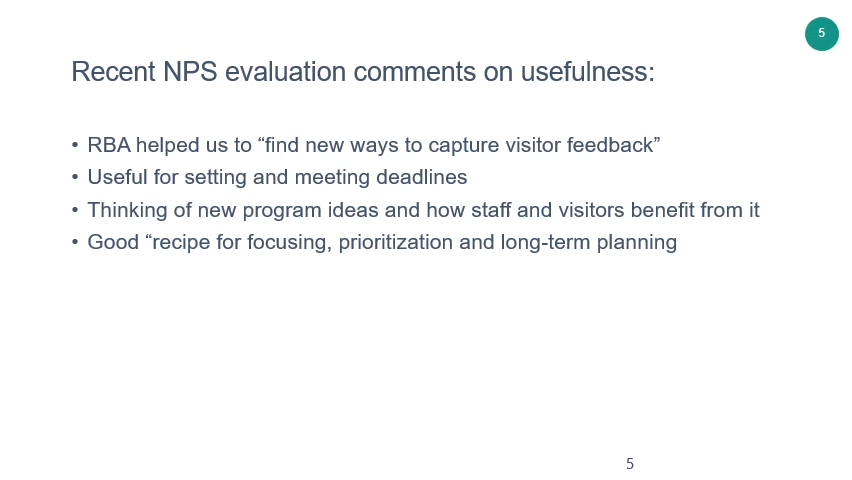 5
Recent NPS evaluation comments on usefulness:
• RBA helped us to “find new ways to capture visitor feedback”
• Useful for setting and meeting deadlines
• Thinking of new program ideas and how staff and visitors benefit from it
• Good “recipe for focusing, prioritization and long-term planning
5